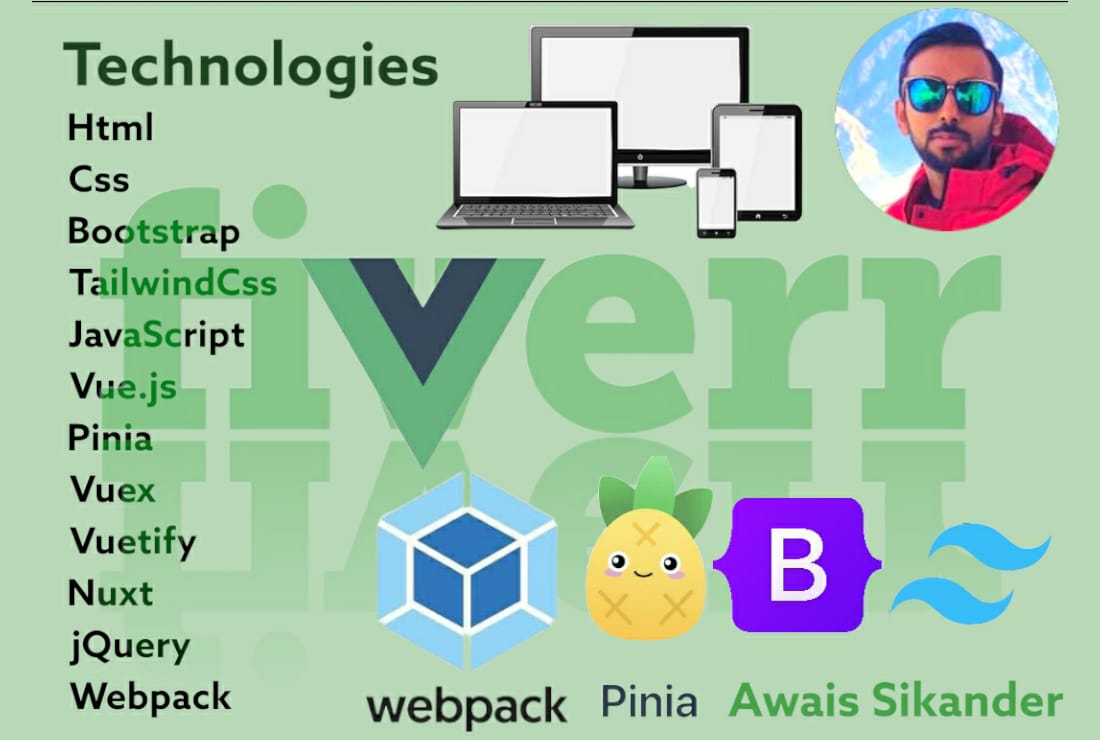 Technologies
Html
Css
Bootstrap
TailwindCss
JavaScript
Vue.js
Pinia
Vuex
Vuetify
Nuxt
jQuery
Webpack
fiverr
B
webpack
Pinia
Awais Sikander